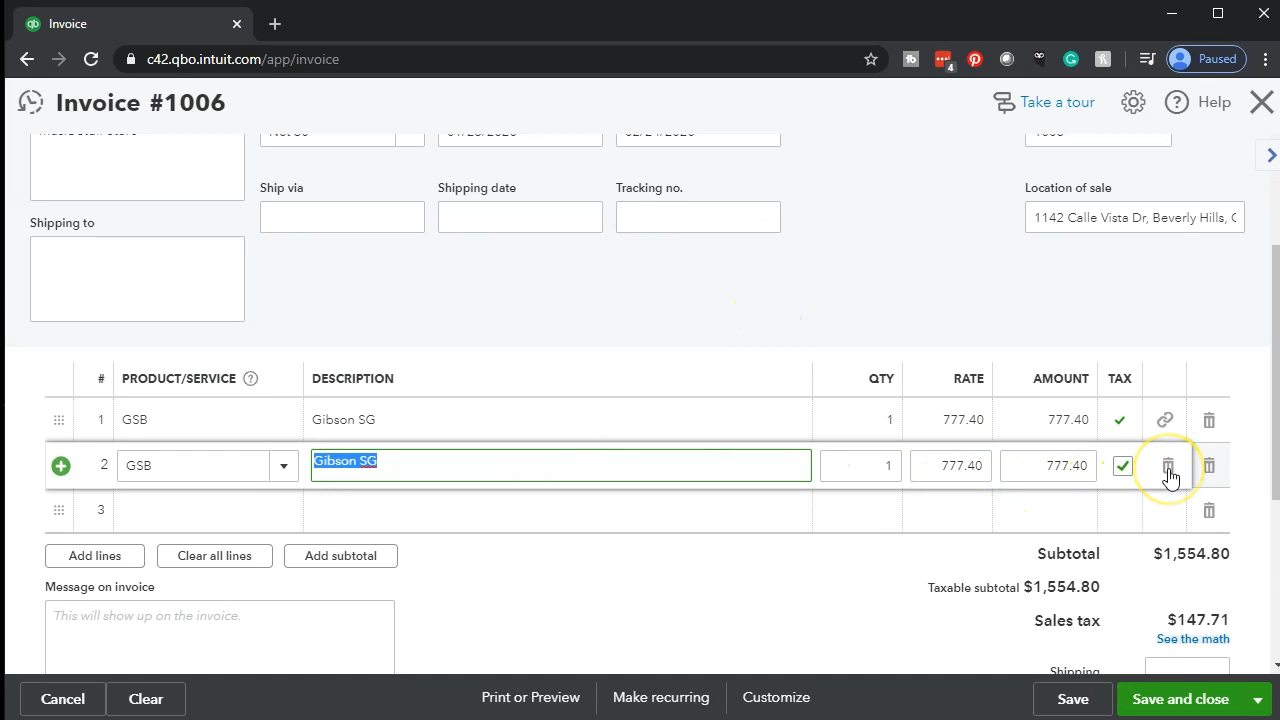 Invoice
c42.qbo.intuit.com/app/invoice
4
Paused
Invoice #1006
Take a tour
Help
Ship via
Shipping date
Tracking no.
Location of sale
1142 Calle Vista Dr, Beverly Hills, C
Shipping to
# PRODUCT/SERVICE ? DESCRIPTION QTY RATE AMOUNT TAX
1 GSB Gibson SG 1 777.40 777.40
2 GSB Gibson SG 1 777.40 777.40
3
Add lines Clear all lines Add subtotal
Subtotal $1,554.80
Message on invoice
Taxable subtotal $1,554.80
This will show up on the invoice.
Sales tax $147.71
See the math
Shipping
Cancel Clear Print or Preview Make recurring Customize Save Save and close